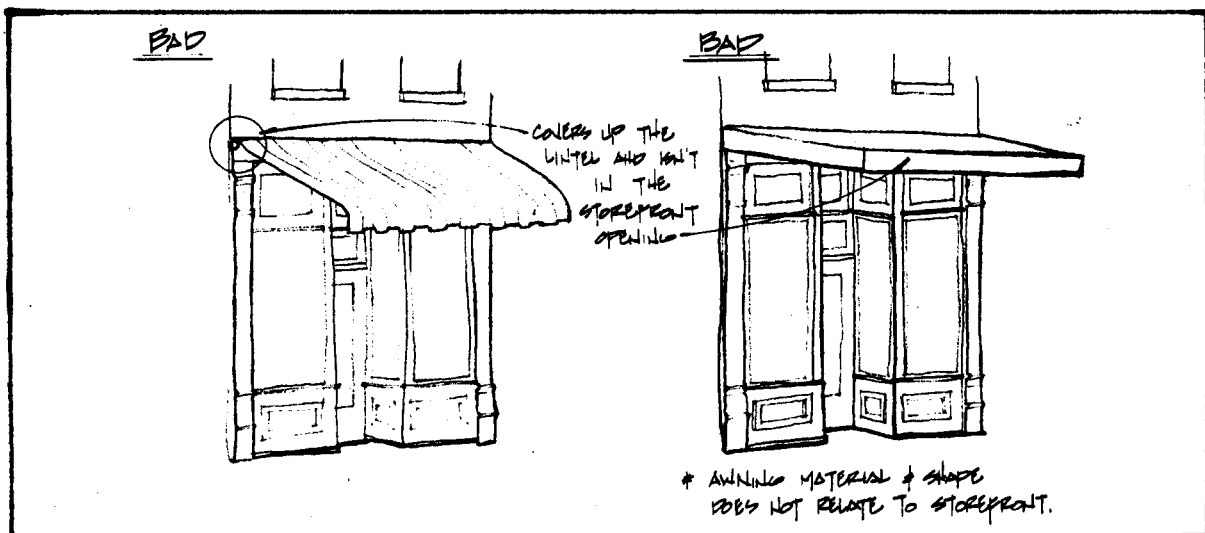 BAD
BAD
COVERS UP THE
LINTEL AND ISN'T
IN THE
STOREFRONT
OPENING
* AWNING MATERIAL & SHAPE
DOES NOT RELATE TO STOREFRONT.